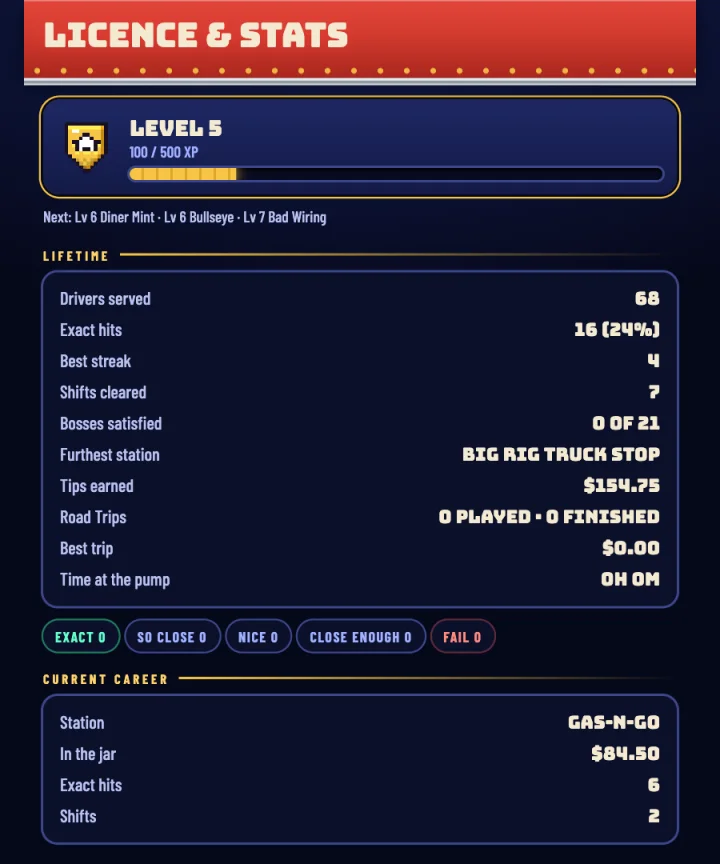 LICENCE & STATS
LEVEL 5
100 / 500 XP
Next: Lv 6 Diner Mint · Lv 6 Bullseye · Lv 7 Bad Wiring
LIFETIME
Drivers served 68
Exact hits 16 (24%)
Best streak 4
Shifts cleared 7
Bosses satisfied 0 OF 21
Furthest station BIG RIG TRUCK STOP
Tips earned $154.75
Road Trips 0 PLAYED · 0 FINISHED
Best trip $0.00
Time at the pump 0H 0M
EXACT 0 SO CLOSE 0 NICE 0 CLOSE ENOUGH 0 FAIL 0
CURRENT CAREER
Station GAS-N-GO
In the jar $84.50
Exact hits 6
Shifts 2